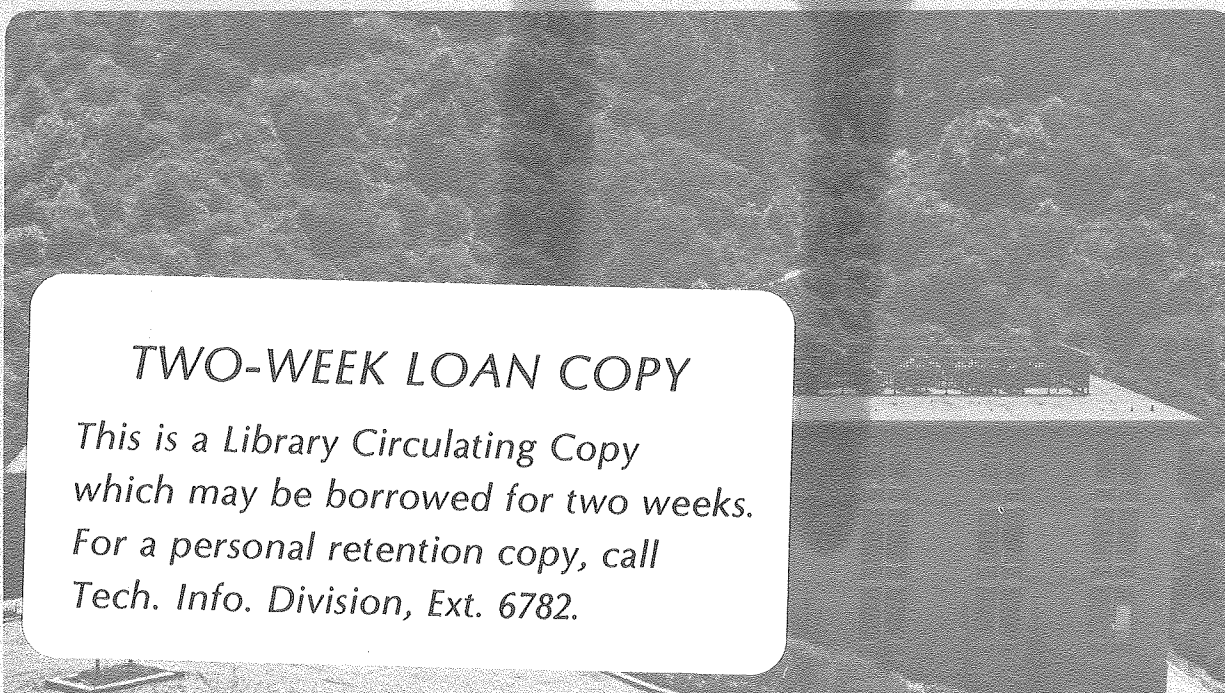 TWO-WEEK LOAN COPY
This is a Library Circulating Copy
which may be borrowed for two weeks.
For a personal retention copy, call
Tech. Info. Division, Ext. 6782.